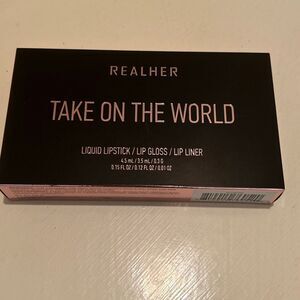 REALHER
TAKE ON THE WORLD
LIQUID LIPSTICK / LIP GLOSS / LIP LINER
4.5 mL / 3.5 mL / 0.3 G
0.15 FL OZ / 0.12 FL OZ / 0.01 OZ